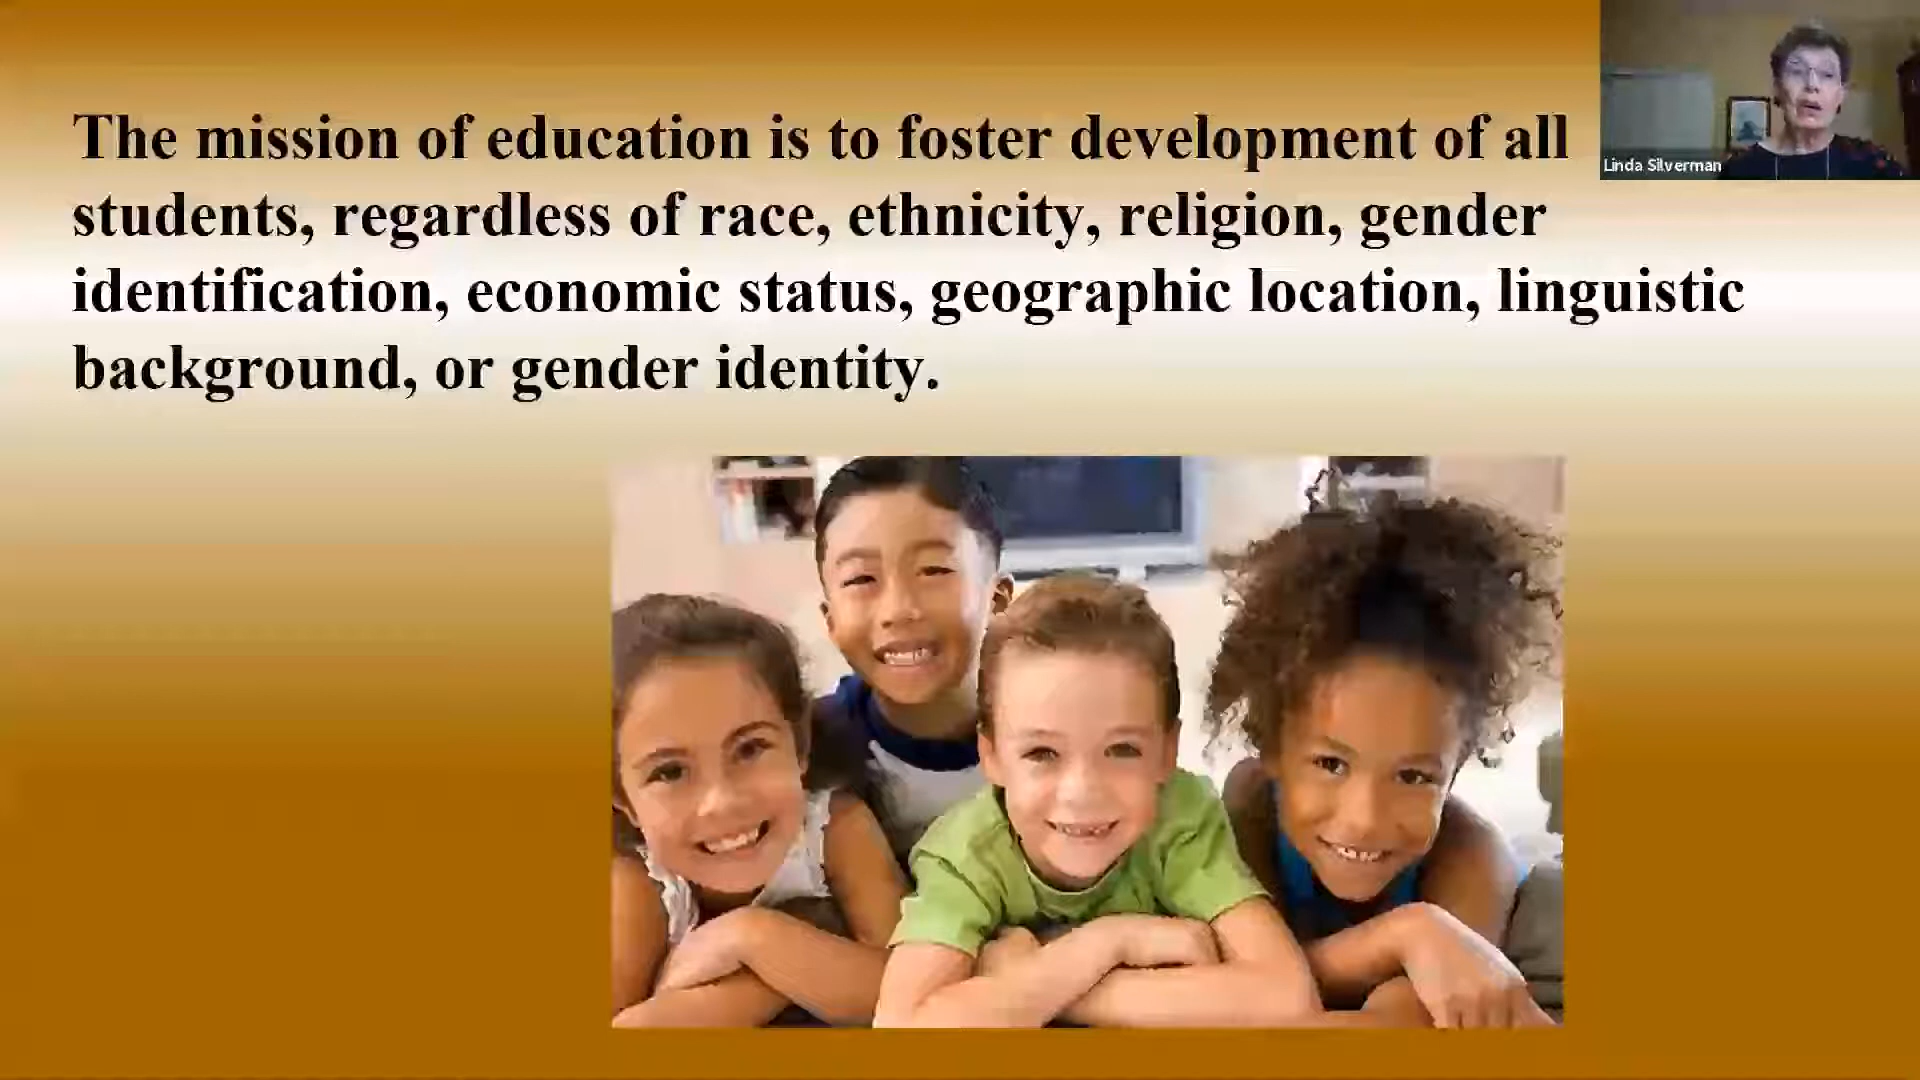 The mission of education is to foster development of all
students, regardless of race, ethnicity, religion, gender
identification, economic status, geographic location, linguistic
background, or gender identity.
Linda Silverman